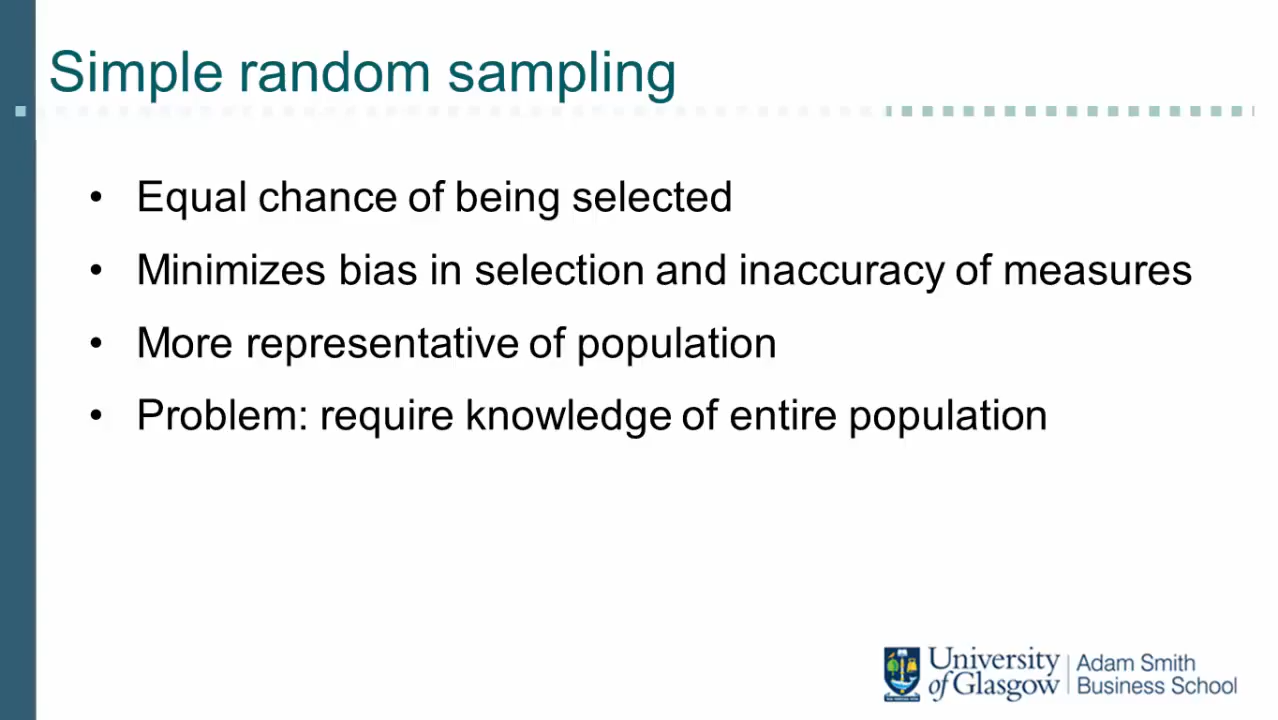 Simple random sampling
• Equal chance of being selected
• Minimizes bias in selection and inaccuracy of measures
• More representative of population
• Problem: require knowledge of entire population
University
of Glasgow
Adam Smith
Business School